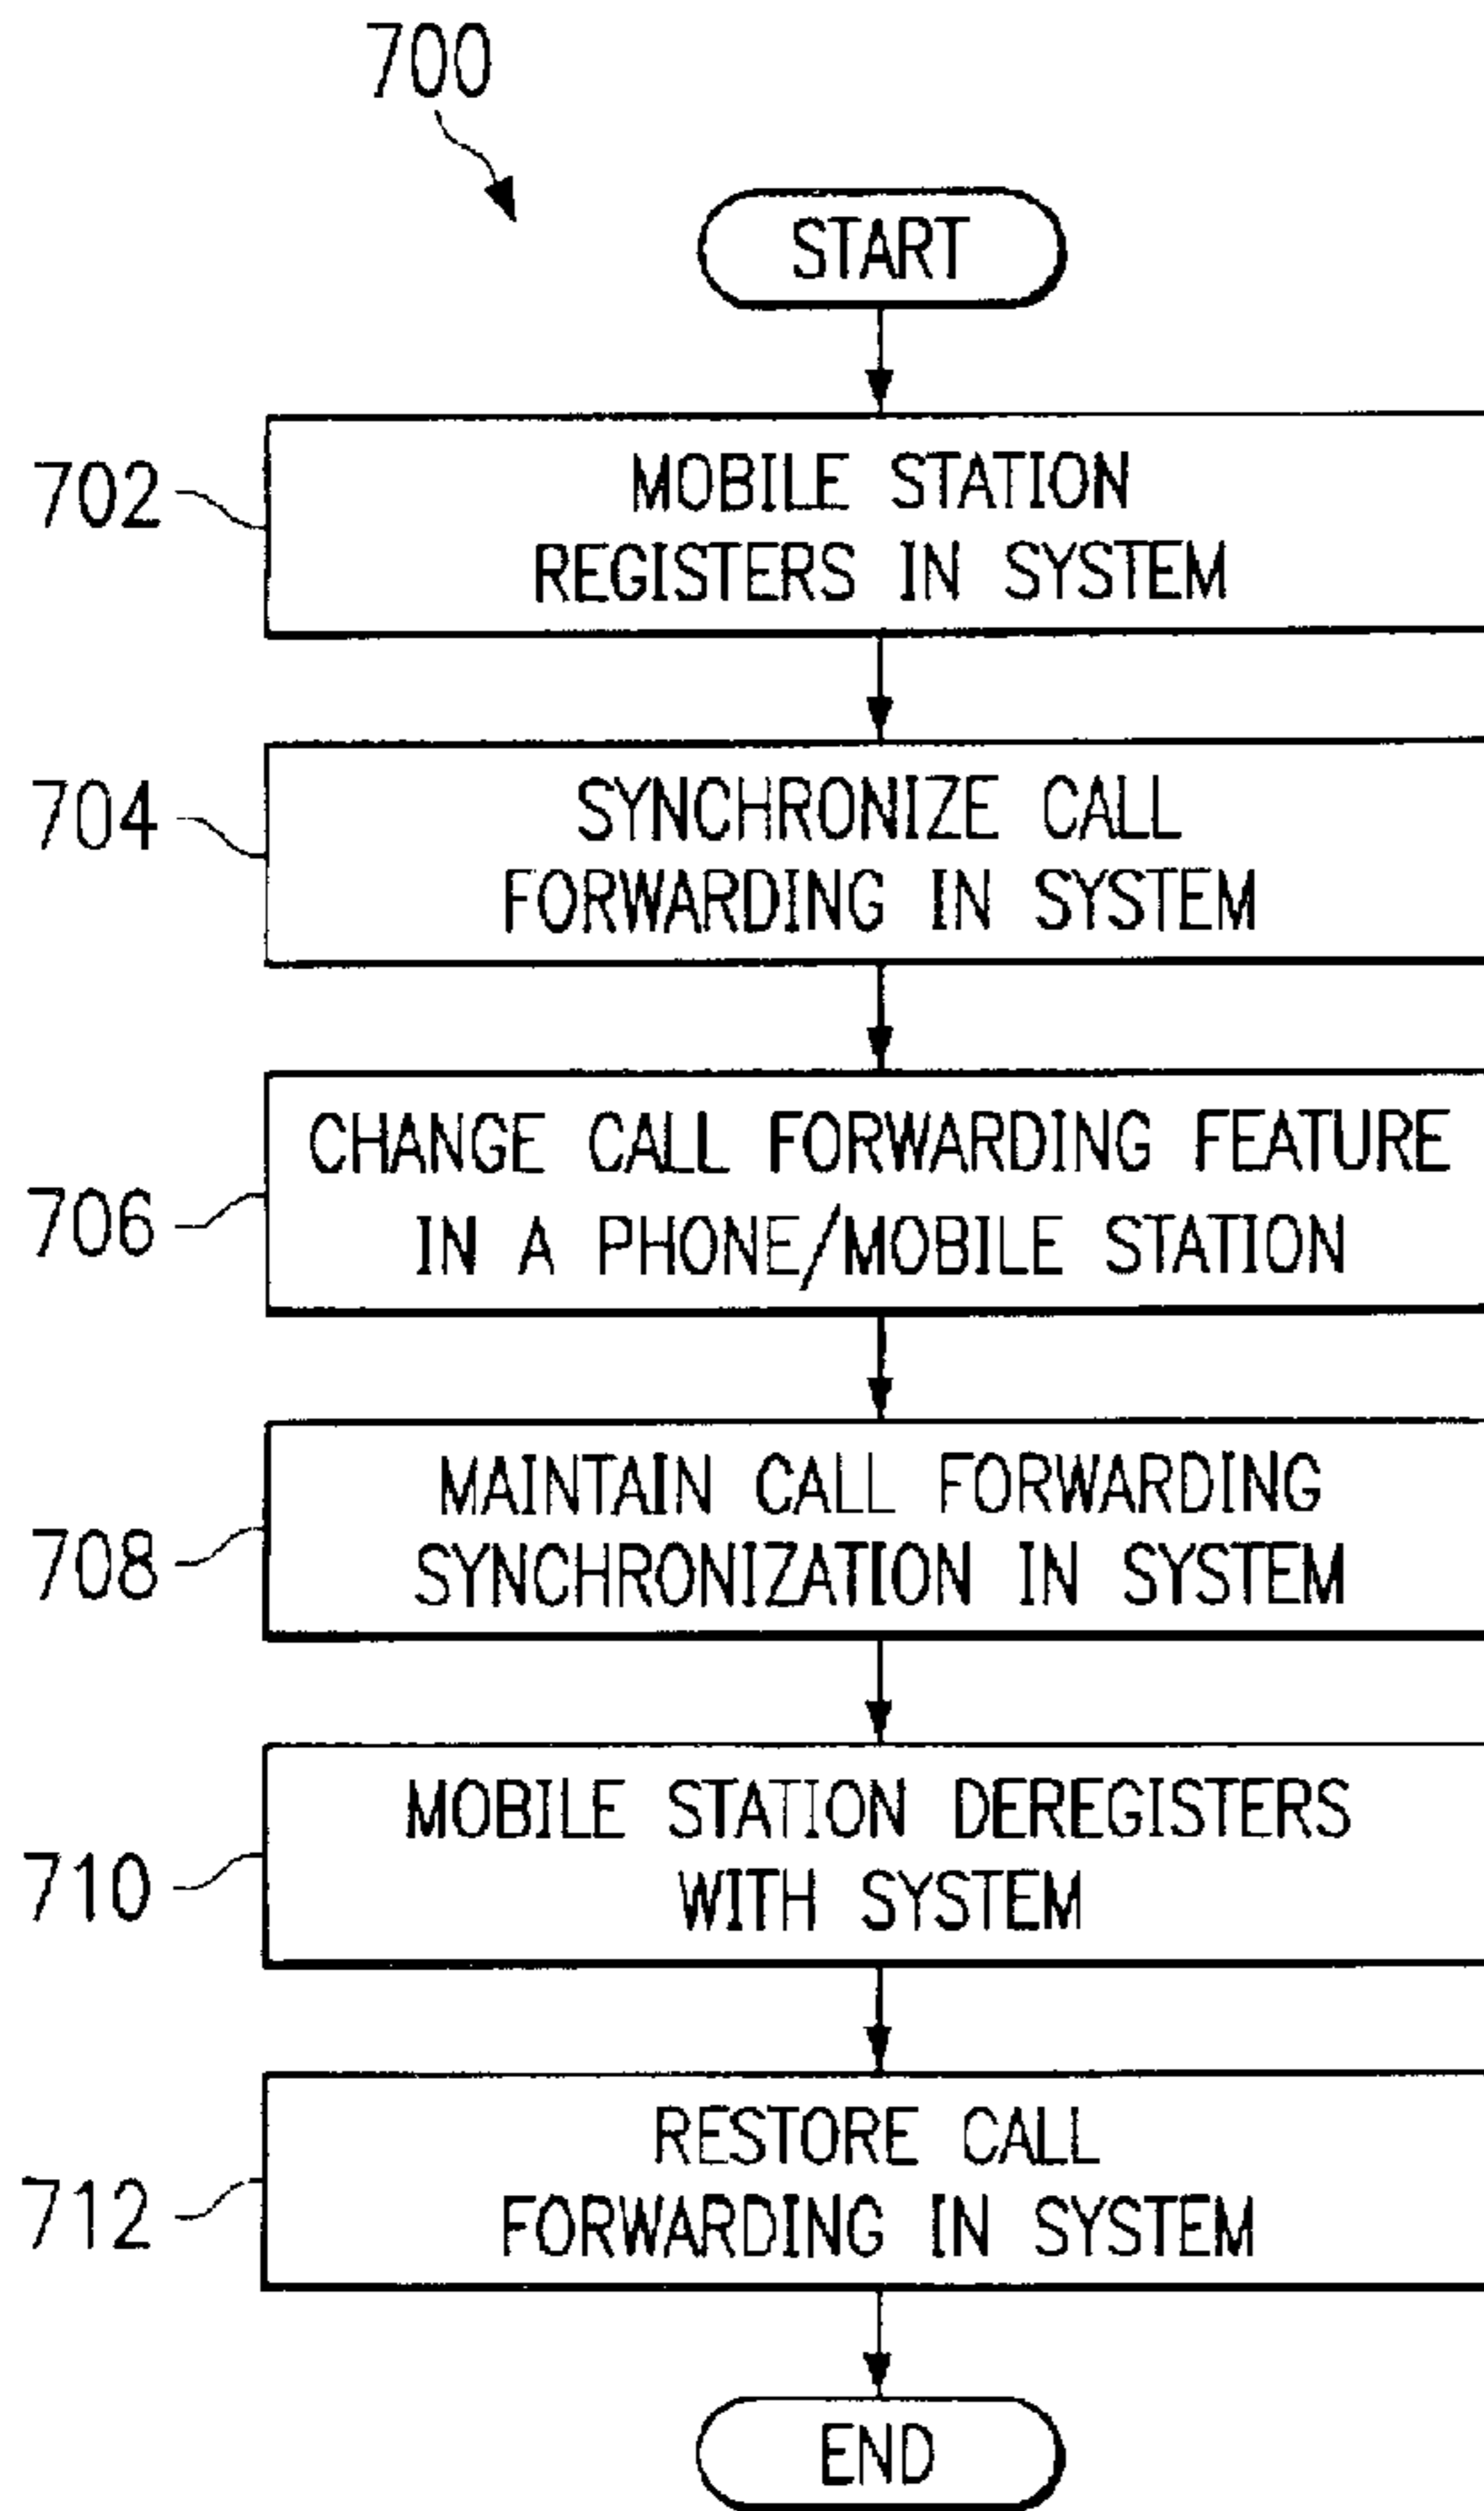 700
START
702
MOBILE STATION
REGISTERS IN SYSTEM
704
SYNCHRONIZE CALL
FORWARDING IN SYSTEM
706
CHANGE CALL FORWARDING FEATURE
IN A PHONE/MOBILE STATION
708
MAINTAIN CALL FORWARDING
SYNCHRONIZATION IN SYSTEM
710
MOBILE STATION DEREGISTERS
WITH SYSTEM
712
RESTORE CALL
FORWARDING IN SYSTEM
END